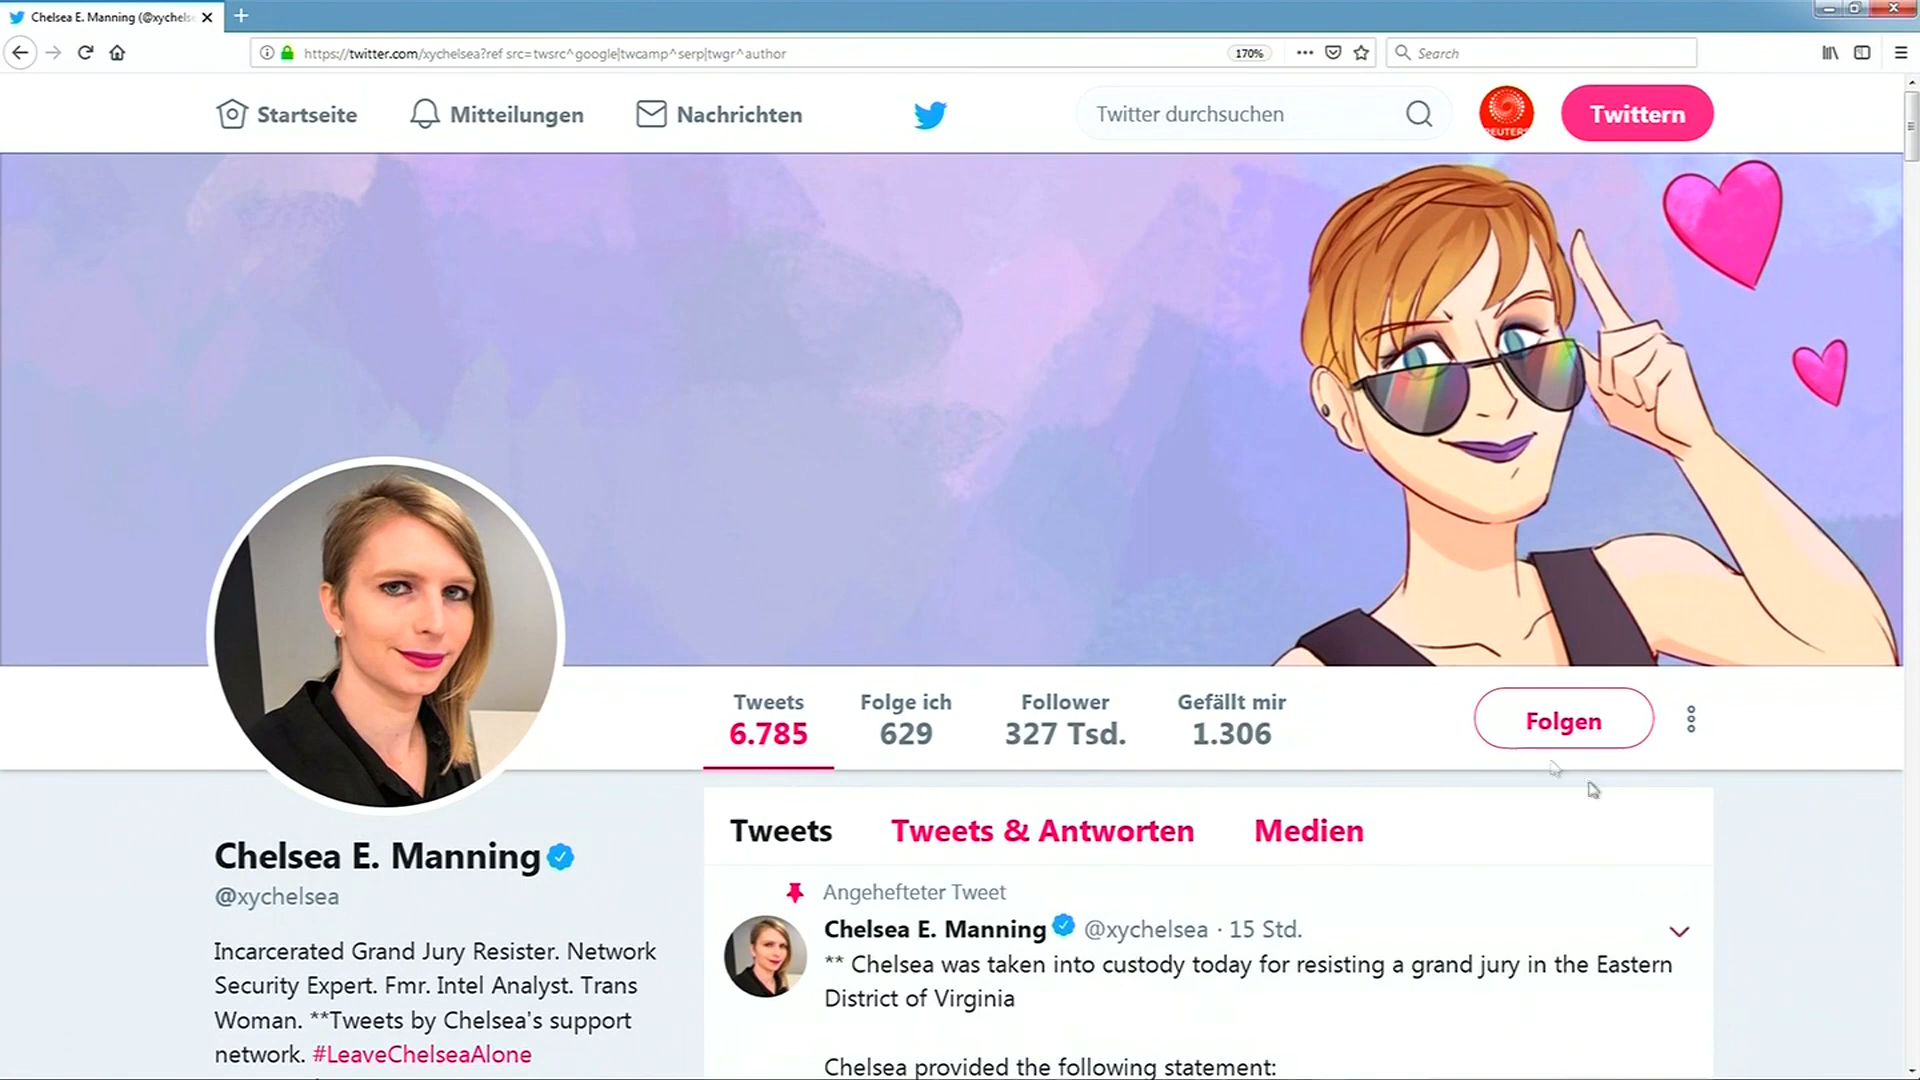 Chelsea E. Manning (@xychels
https://twitter.com/xychelsea?ref src=twsrc^google|twcamp^serp|twgr^author
170%
Search
Startseite
Mitteilungen
Nachrichten
Twitter durchsuchen
REUTERS
Twittern
Tweets
6.785
Folge ich
629
Follower
327 Tsd.
Gefällt mir
1.306
Folgen
Chelsea E. Manning
@xychelsea
Incarcerated Grand Jury Resister. Network
Security Expert. Fmr. Intel Analyst. Trans
Woman. **Tweets by Chelsea's support
network. #LeaveChelseaAlone
Tweets
Tweets & Antworten
Medien
Angehefteter Tweet
Chelsea E. Manning @xychelsea · 15 Std.
** Chelsea was taken into custody today for resisting a grand jury in the Eastern
District of Virginia
Chelsea provided the following statement: